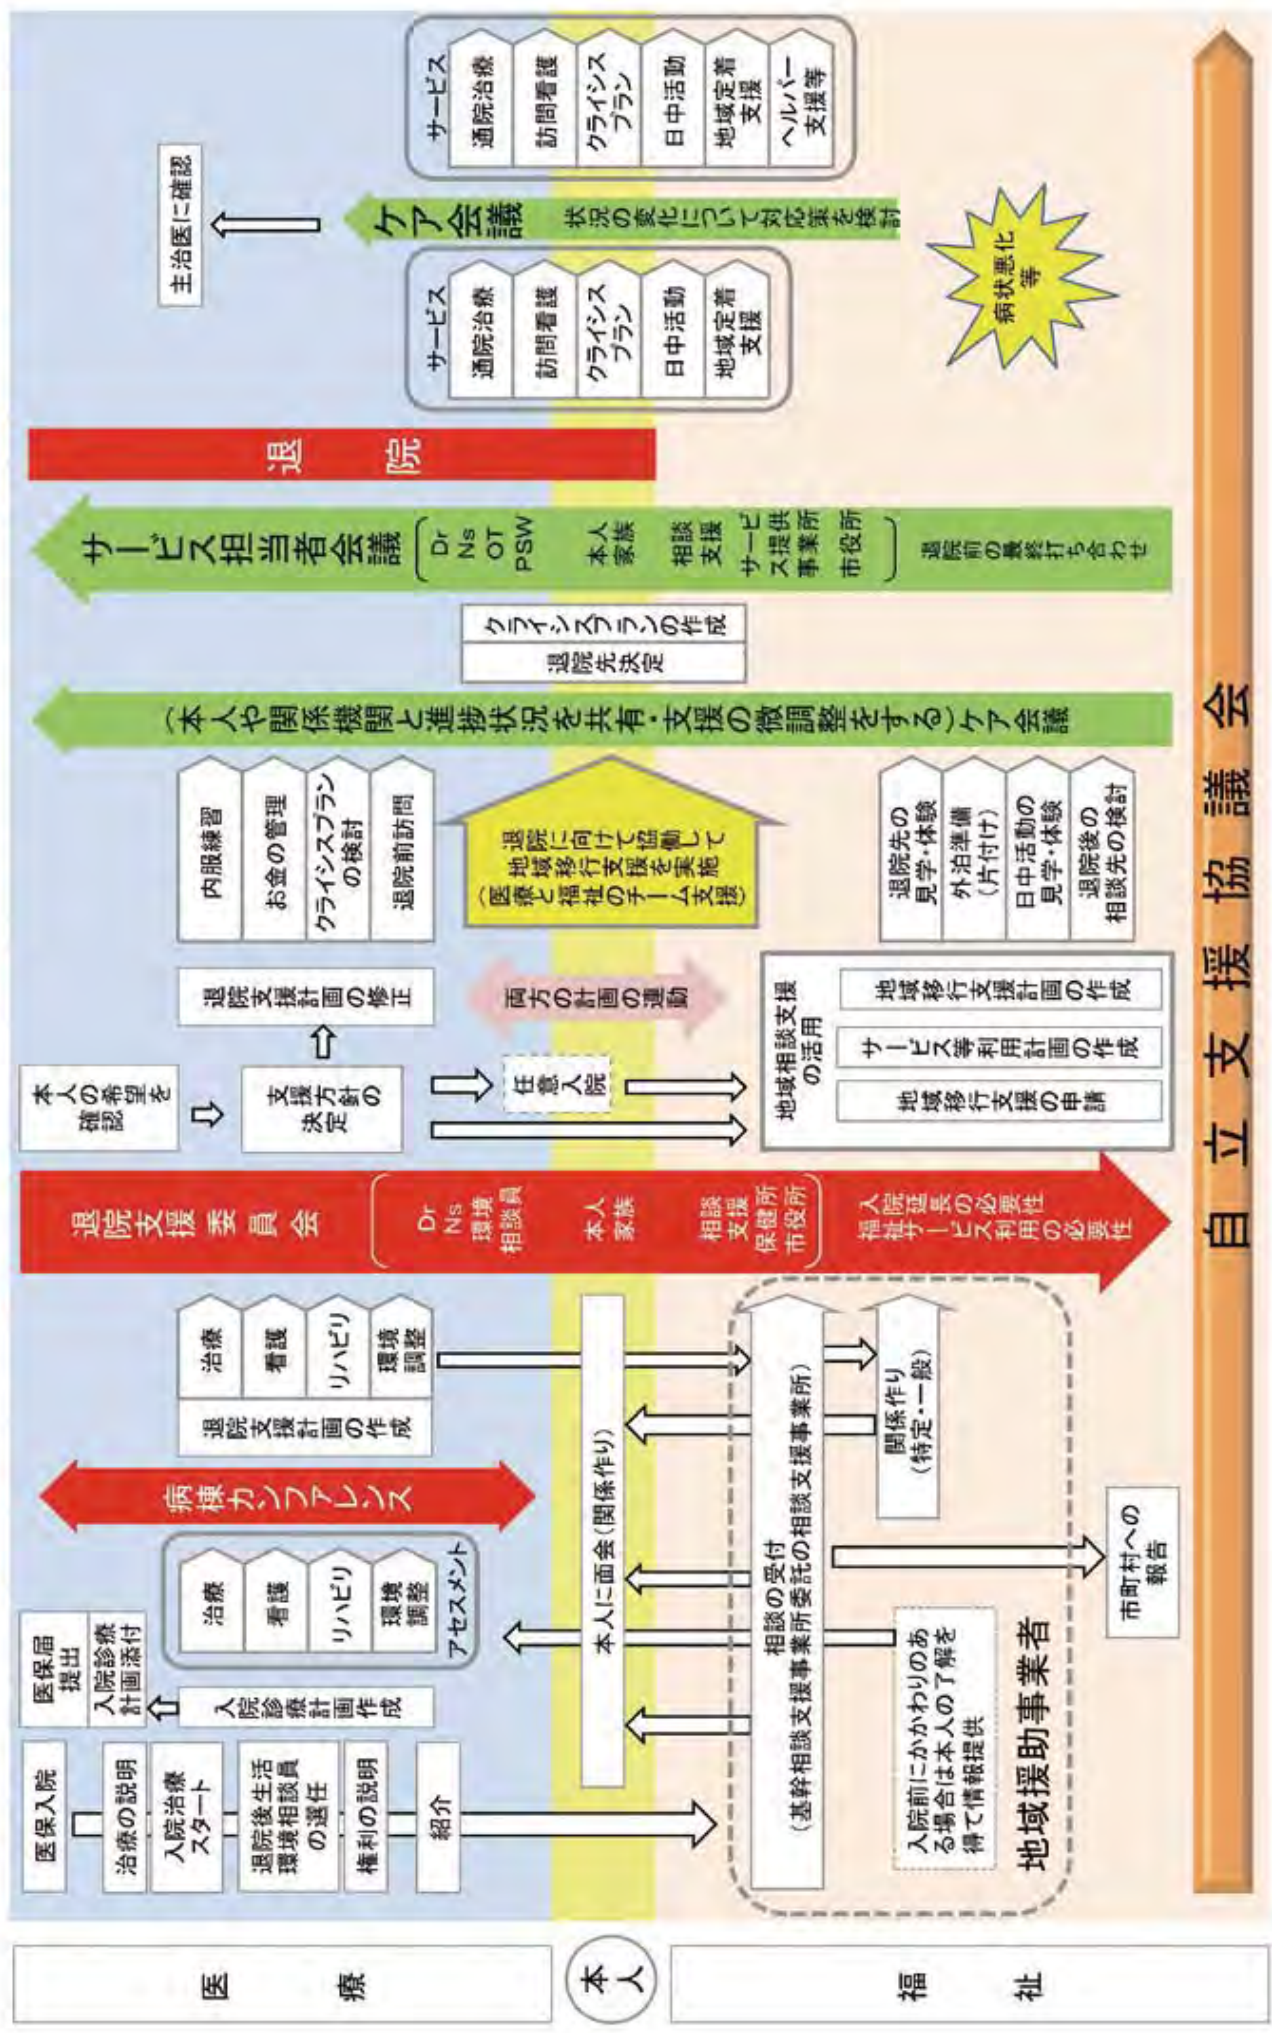 医療
本人
福祉
医保入院
治療の説明
入院治療
スタート
退院後生活
環境相談員
の選任
権利の説明
紹介
医保届
提出
入院診療
計画添付
入院診療計画作成
治療
看護
リハビリ
環境
調整
アセスメント
病棟カンファレンス
退院支援計画の作成
治療
看護
リハビリ
環境
調整
本人に面会(関係作り)
相談の受付
(基幹相談支援事業所委託の相談支援事業所)
入院前にかかわりのあ
る場合は本人の了解を
得て情報提供
地域援助事業者
関係作り
(特定・一般)
市町村への
報告
退院支援委員会
Dr
Ns
環境
相談員
本人
家族
相談
支援
保健所
市役所
入院延長の必要性
福祉サービス利用の必要性
本人の希望を
確認
支援方針の
決定
退院支援計画の修正
任意
入院
地域相談支援
の活用
地域移行支援の申請
サービス等利用計画の作成
地域移行支援計画の作成
両方の計画の連動
内服練習
お金の管理
クライシスプラン
の検討
退院前訪問
退院に向けて協働して
地域移行支援を実施
(医療と福祉のチーム支援)
退院先の
見学・体験
外泊準備
(片付け)
日中活動の
見学・体験
退院後の
相談先の検討
(本人や関係機関と進捗状況を共有・支援の微調整をする)ケア会議
退院先決定
クライシスプランの作成
サービス担当者会議
Dr
Ns
OT
PSW
本人
家族
相談
支援
サービ
ス提供
事業所
市役所
退院前の最終打ち合わせ
退院
サービス
通院治療
訪問看護
クライシス
プラン
日中活動
地域定着
支援
ケア会議
状況の変化について対応策を検討
主治医に確認
病状悪化
等
サービス
通院治療
訪問看護
クライシス
プラン
日中活動
地域定着
支援
ヘルパー
支援等
自立支援協議会